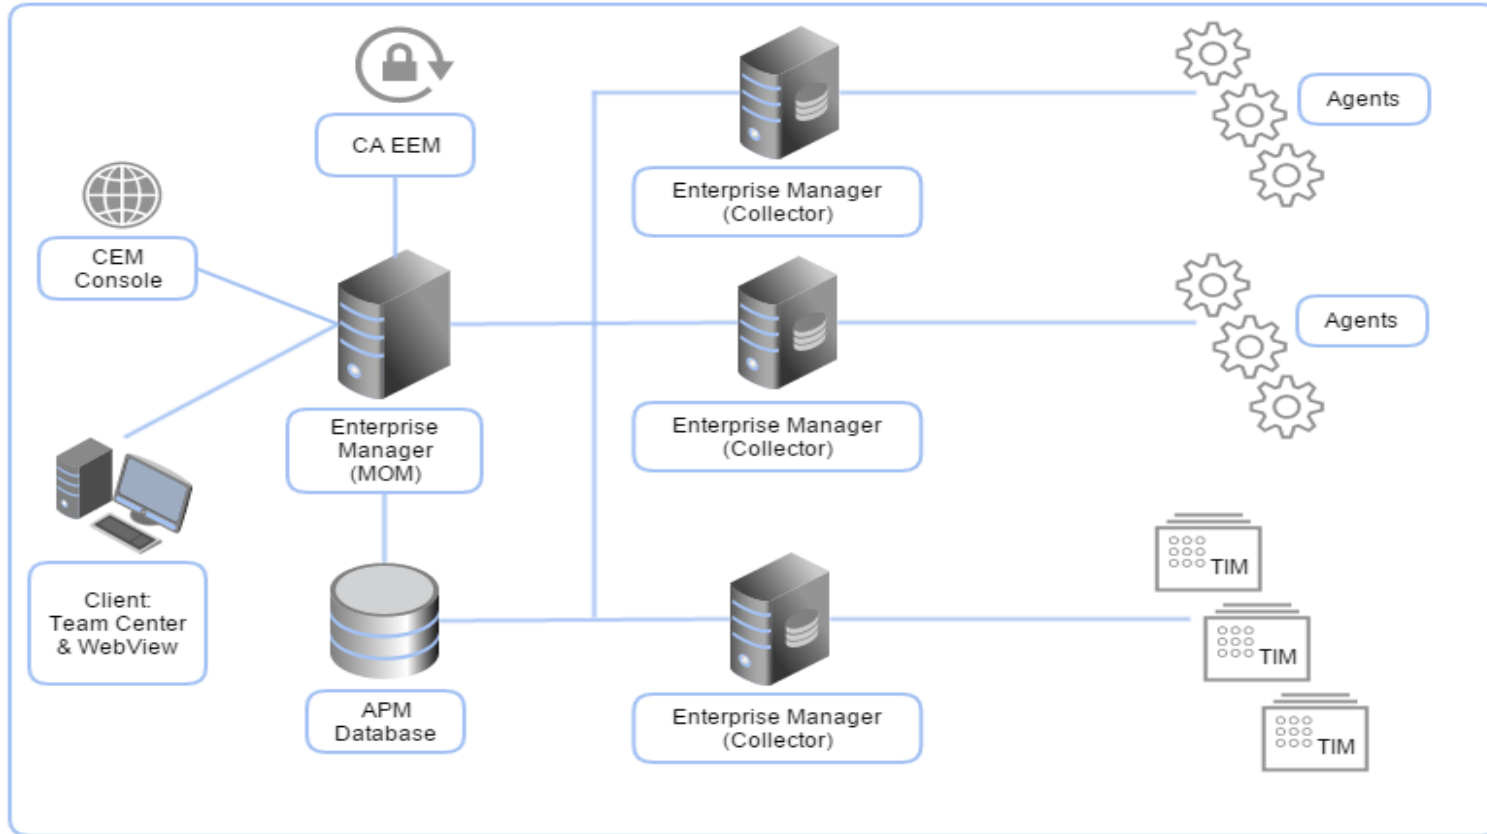 CA EEM
CEM
Console
Enterprise
Manager
(MOM)
Client:
Team Center
& WebView
APM
Database
Enterprise Manager
(Collector)
Agents
Enterprise Manager
(Collector)
Agents
Enterprise Manager
(Collector)
TIM
TIM
TIM